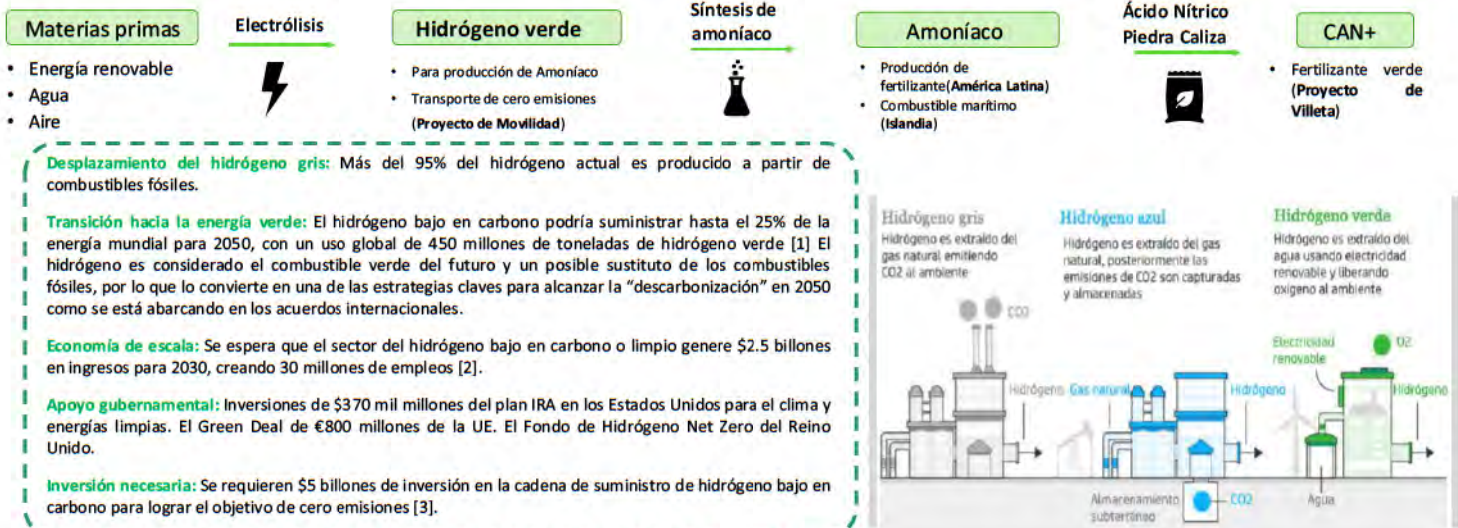 Materias primas
Electrólisis
Hidrógeno verde
Síntesis de
amoníaco
Amoníaco
Ácido Nítrico
Piedra Caliza
CAN+
• Energía renovable
• Agua
• Aire
• Para producción de Amoníaco
• Transporte de cero emisiones
(Proyecto de Movilidad)
• Producción de
fertilizante(América Latina)
• Combustible marítimo
(Islandia)
• Fertilizante verde
(Proyecto de
Villeta)
Desplazamiento del hidrógeno gris: Más del 95% del hidrógeno actual es producido a partir de
combustibles fósiles.
Transición hacia la energía verde: El hidrógeno bajo en carbono podría suministrar hasta el 25% de la
energía mundial para 2050, con un uso global de 450 millones de toneladas de hidrógeno verde [1] El
hidrógeno es considerado el combustible verde del futuro y un posible sustituto de los combustibles
fósiles, por lo que lo convierte en una de las estrategias claves para alcanzar la “descarbonización” en 2050
como se está abarcando en los acuerdos internacionales.
Economía de escala: Se espera que el sector del hidrógeno bajo en carbono o limpio genere $2.5 billones
en ingresos para 2030, creando 30 millones de empleos [2].
Apoyo gubernamental: Inversiones de $370 mil millones del plan IRA en los Estados Unidos para el clima y
energías limpias. El Green Deal de €800 millones de la UE. El Fondo de Hidrógeno Net Zero del Reino
Unido.
Inversión necesaria: Se requieren $5 billones de inversión en la cadena de suministro de hidrógeno bajo en
carbono para lograr el objetivo de cero emisiones [3].
Hidrógeno gris
Hidrógeno es extraído del
gas natural emitiendo
CO2 al ambiente
CO2
Hidrógeno
Hidrógeno azul
Hidrógeno es extraído del gas
natural, posteriormente las
emisiones de CO2 son capturadas
y almacenadas
Gas natural
Hidrógeno
Almacenamiento
subterráneo
CO2
Hidrógeno verde
Hidrógeno es extraído del
agua usando electricidad
renovable y liberando
oxígeno al ambiente
Electricidad
renovable
O2
Hidrógeno
Agua